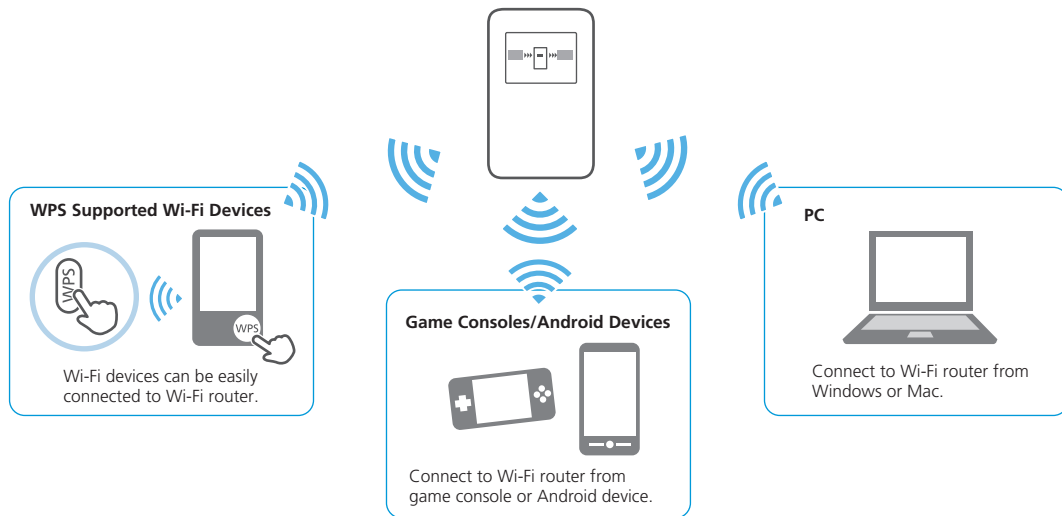 WPS Supported Wi-Fi Devices
WPS
WPS
Wi-Fi devices can be easily
connected to Wi-Fi router.
Game Consoles/Android Devices
Connect to Wi-Fi router from
game console or Android device.
PC
Connect to Wi-Fi router from
Windows or Mac.